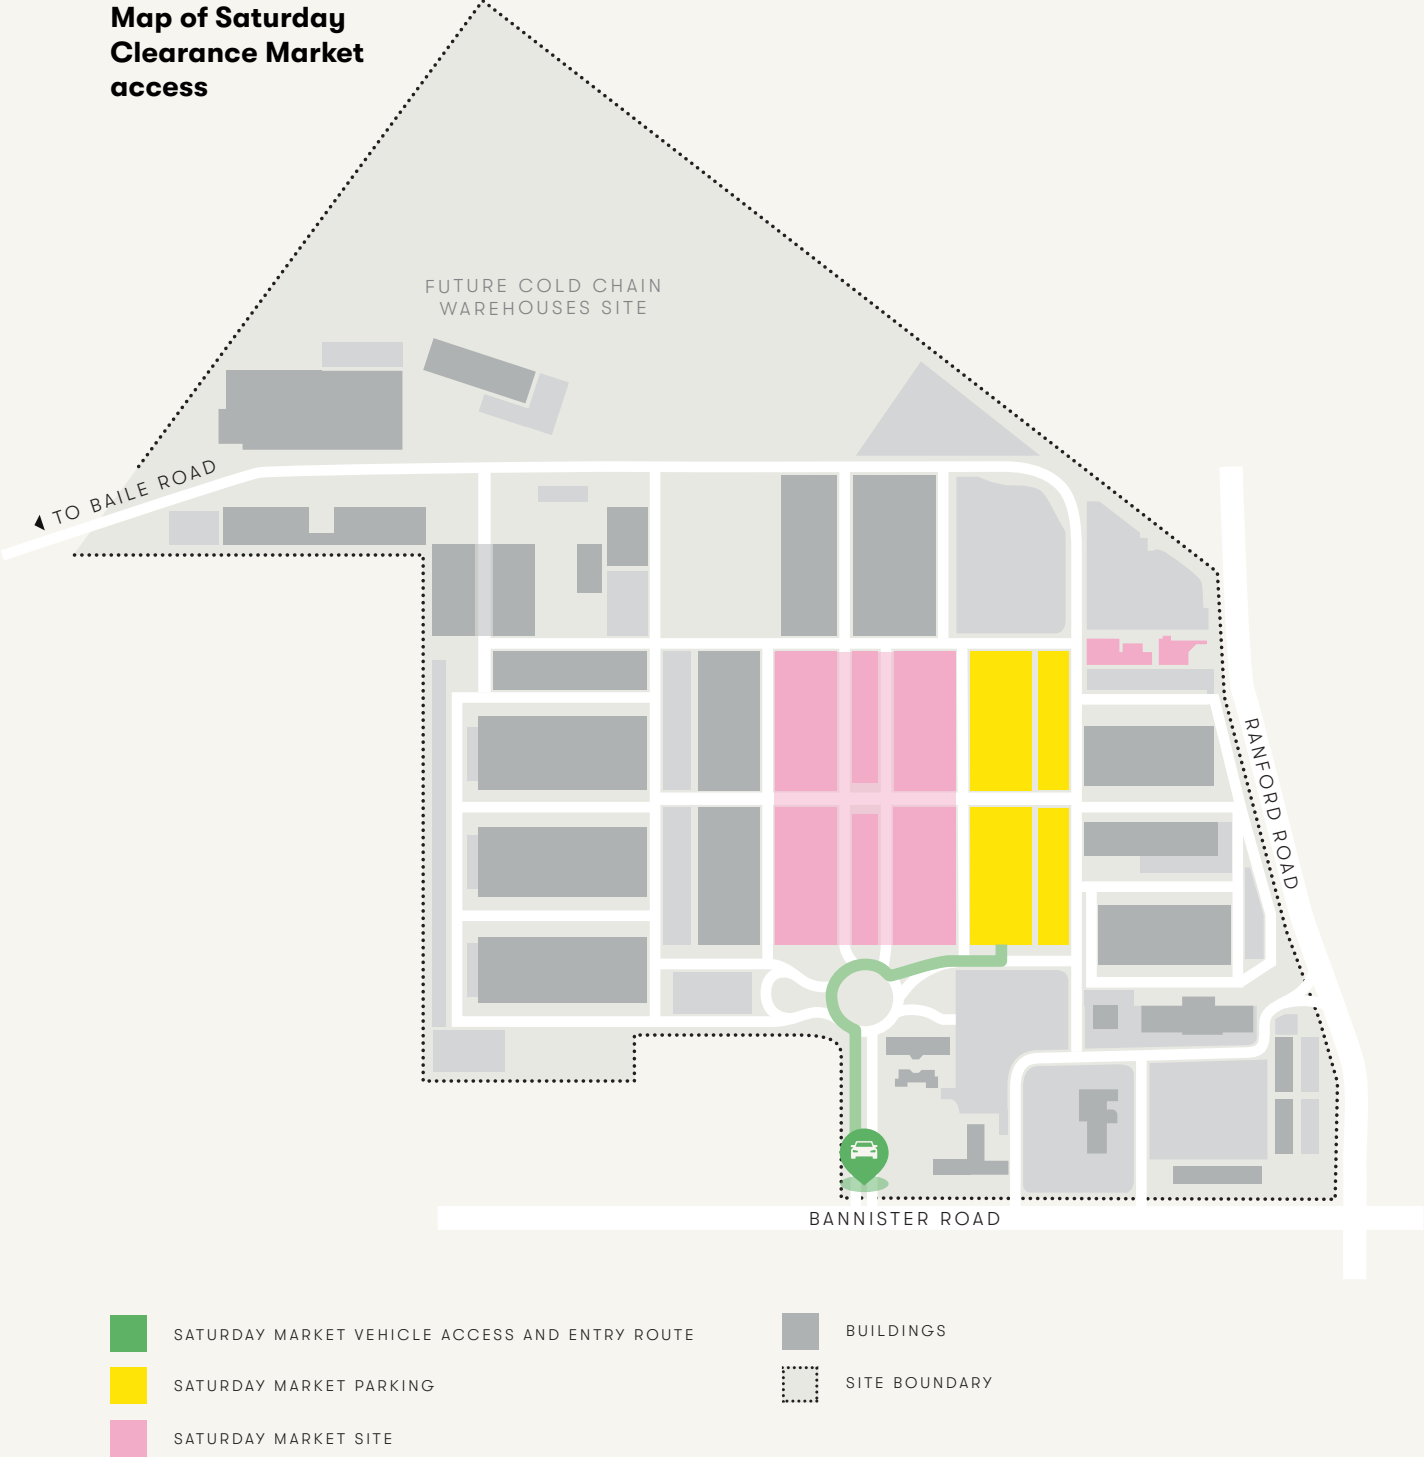 Map of Saturday
Clearance Market
access
FUTURE COLD CHAIN
WAREHOUSES SITE
TO BAILE ROAD
RANFORD ROAD
BANNISTER ROAD
SATURDAY MARKET VEHICLE ACCESS AND ENTRY ROUTE
SATURDAY MARKET PARKING
SATURDAY MARKET SITE
BUILDINGS
SITE BOUNDARY